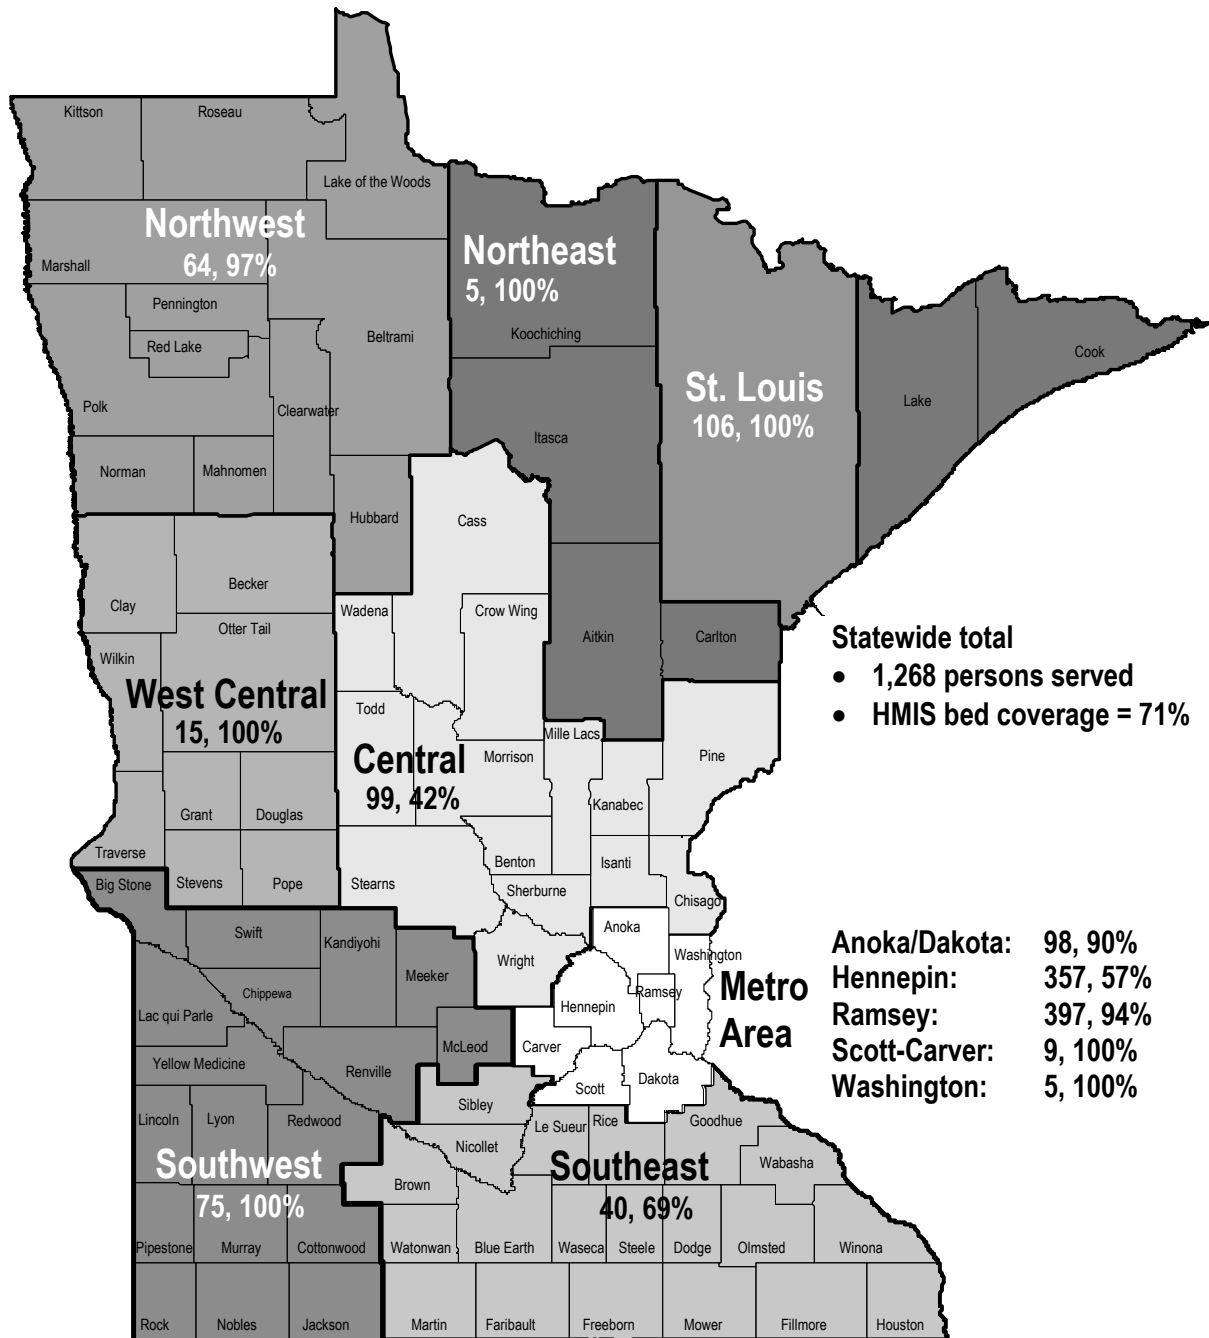 Kittson
Roseau
Lake of the Woods
Northwest
64, 97%
Marshall
Pennington
Red Lake
Beltrami
Polk
Clearwater
Norman
Mahnomen
Hubbard
Northeast
5, 100%
Koochiching
Itasca
Aitkin
Carlton
Lake
Cook
St. Louis
106, 100%
Clay
Becker
Otter Tail
Wilkin
West Central
15, 100%
Grant
Douglas
Traverse
Stevens
Pope
Cass
Wadena
Crow Wing
Todd
Central
99, 42%
Morrison
Mille Lacs
Pine
Kanabec
Benton
Isanti
Stearns
Sherburne
Chisago
Wright
Statewide total
• 1,268 persons served
• HMIS bed coverage = 71%
Anoka
Washington
Hennepin
Ramsey
Carver
Scott
Dakota
Metro
Area
Anoka/Dakota: 98, 90%
Hennepin: 357, 57%
Ramsey: 397, 94%
Scott-Carver: 9, 100%
Washington: 5, 100%
Big Stone
Swift
Kandiyohi
Meeker
Chippewa
Lac qui Parle
McLeod
Yellow Medicine
Renville
Lincoln
Lyon
Redwood
Southwest
75, 100%
Pipestone
Murray
Cottonwood
Rock
Nobles
Jackson
Sibley
Nicollet
Le Sueur
Rice
Goodhue
Wabasha
Brown
Southeast
40, 69%
Watonwan
Blue Earth
Waseca
Steele
Dodge
Olmsted
Winona
Martin
Faribault
Freeborn
Mower
Fillmore
Houston